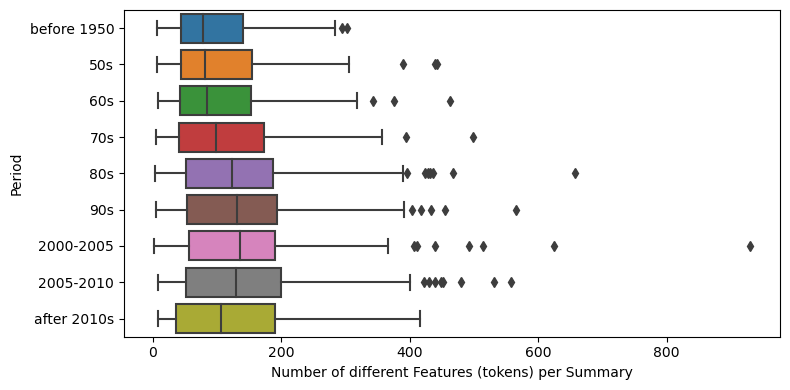 before 1950
50s
60s
70s
80s
90s
2000-2005
2005-2010
after 2010s
Period
0 200 400 600 800
Number of different Features (tokens) per Summary